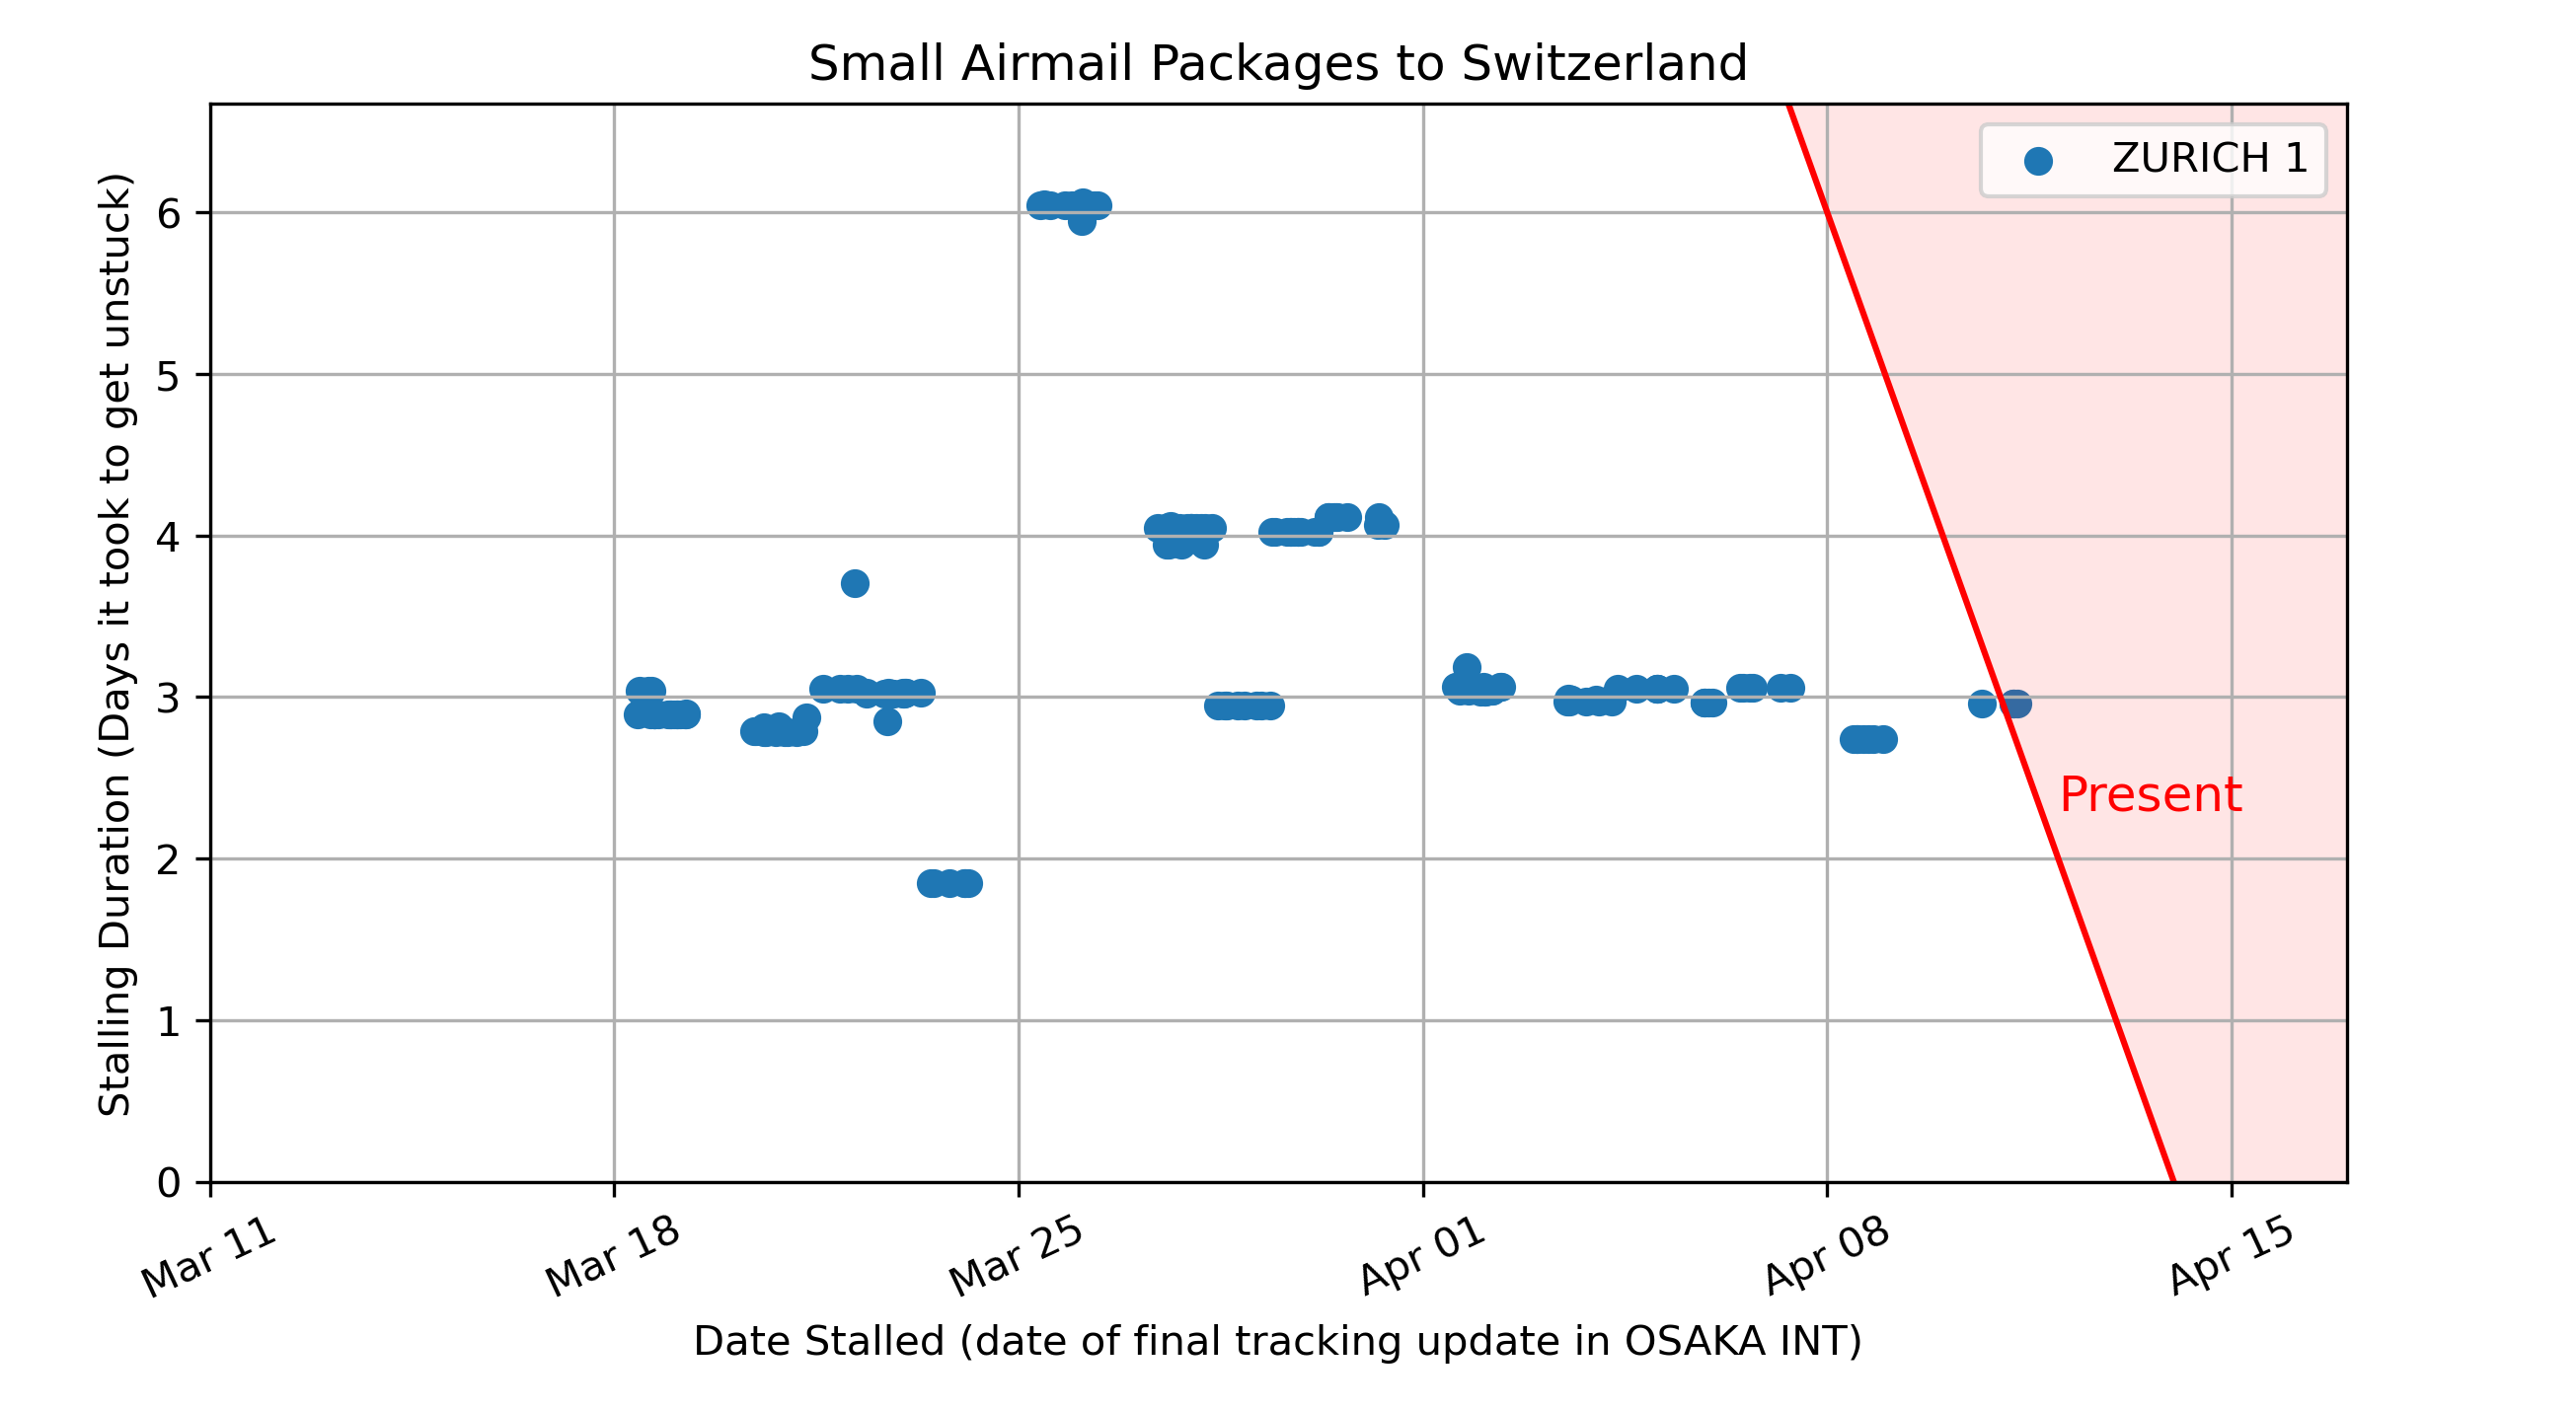 Small Airmail Packages to Switzerland
ZURICH 1
Stalling Duration (Days it took to get unstuck)
6
5
4
3
2
1
0
Present
Mar 11
Mar 18
Mar 25
Apr 01
Apr 08
Apr 15
Date Stalled (date of final tracking update in OSAKA INT)